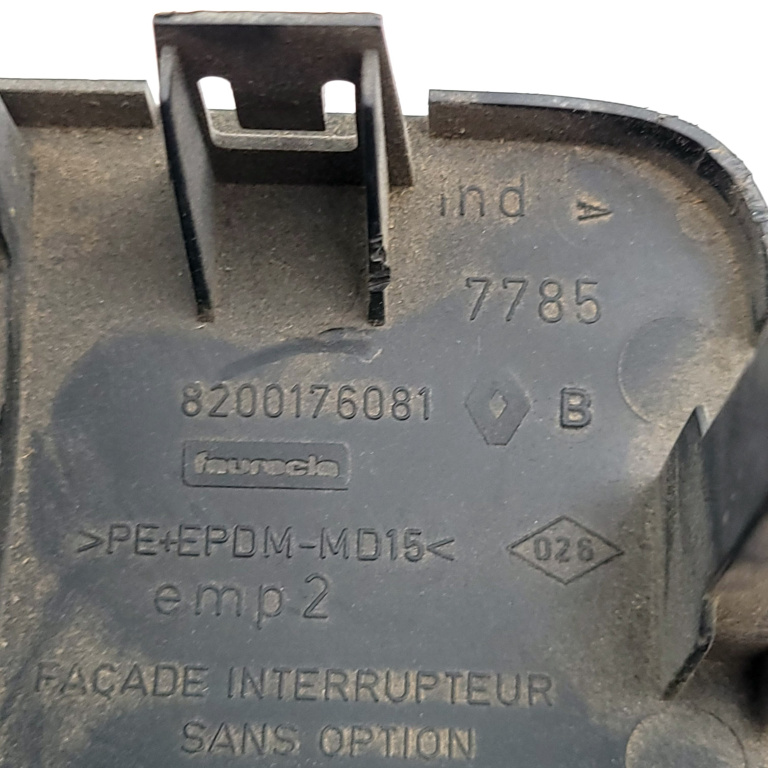 ind A
7785
8200176081 B
faurecia
>PE+EPDM-MD15< 026
emp2
FAÇADE INTERRUPTEUR
SANS OPTION